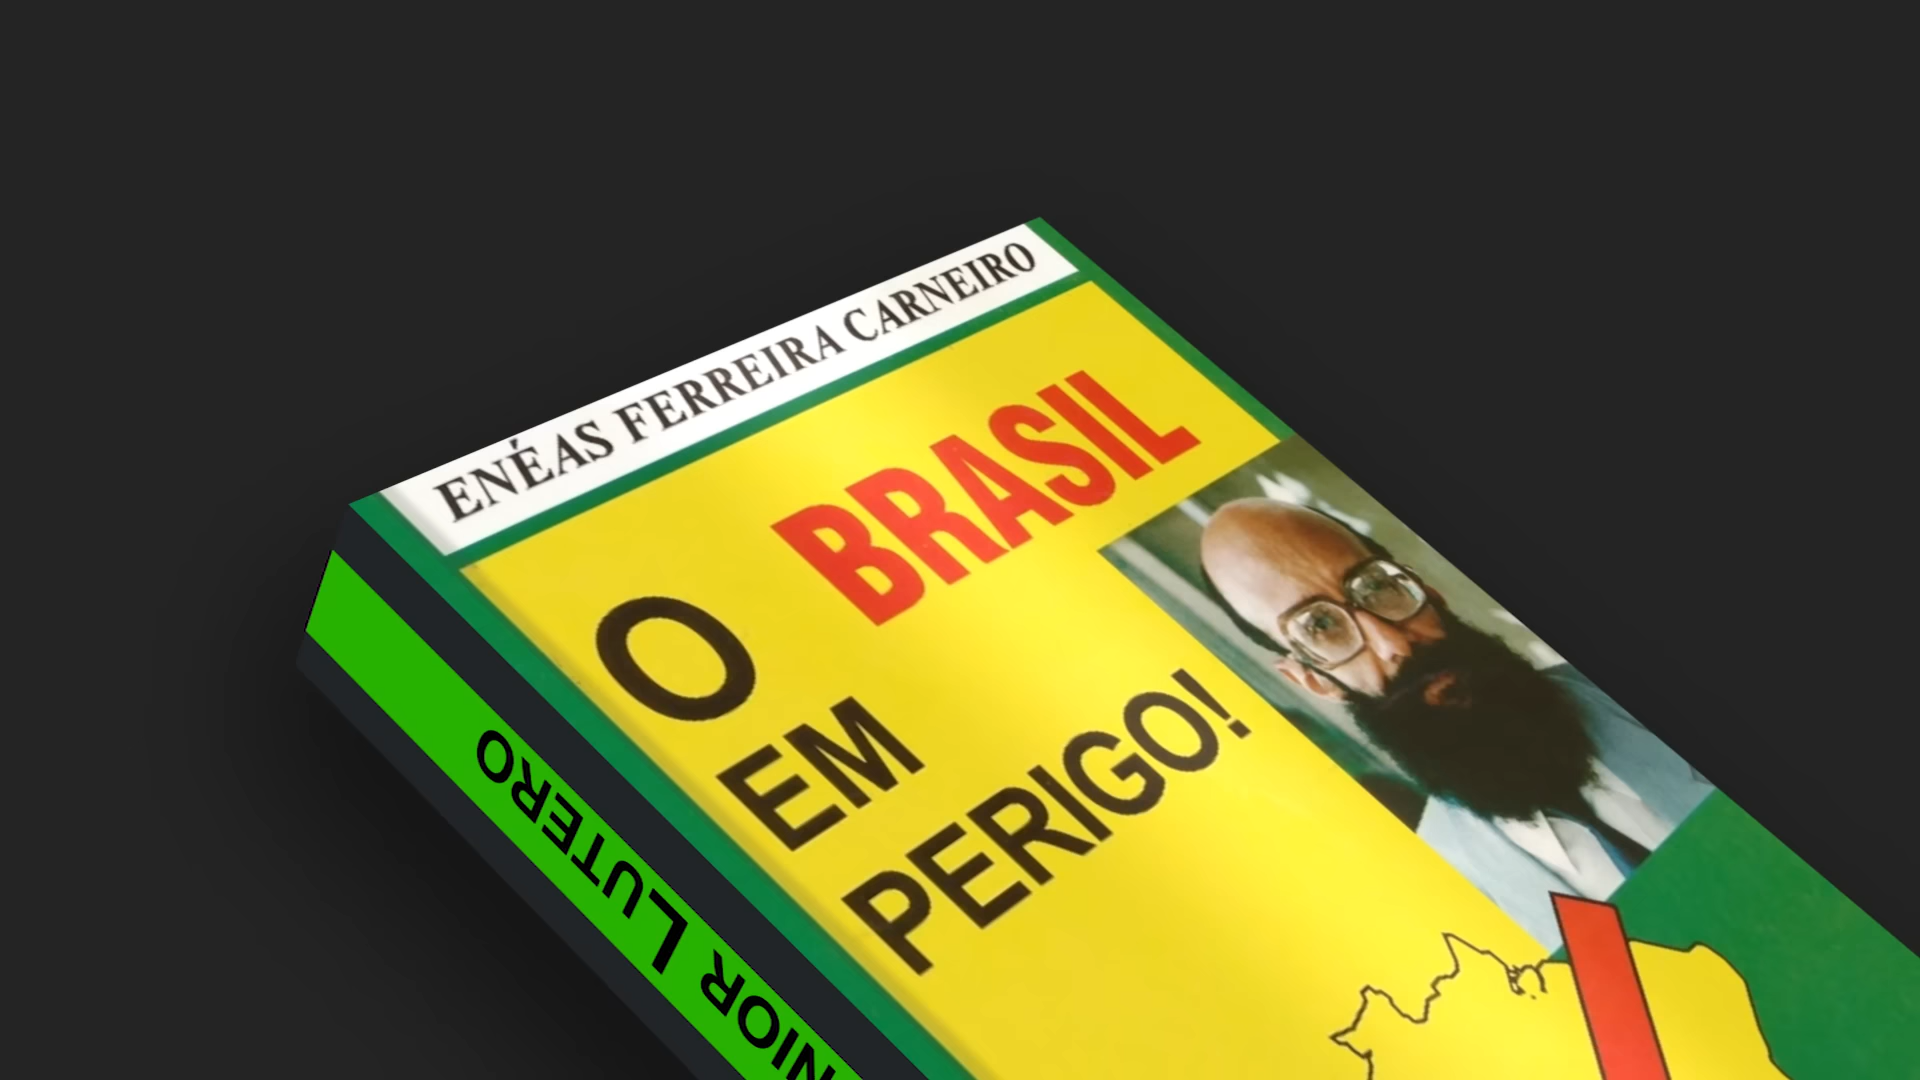 ENÉAS FERREIRA CARNEIRO
O BRASIL
EM
PERIGO!
NIOR LUTERO